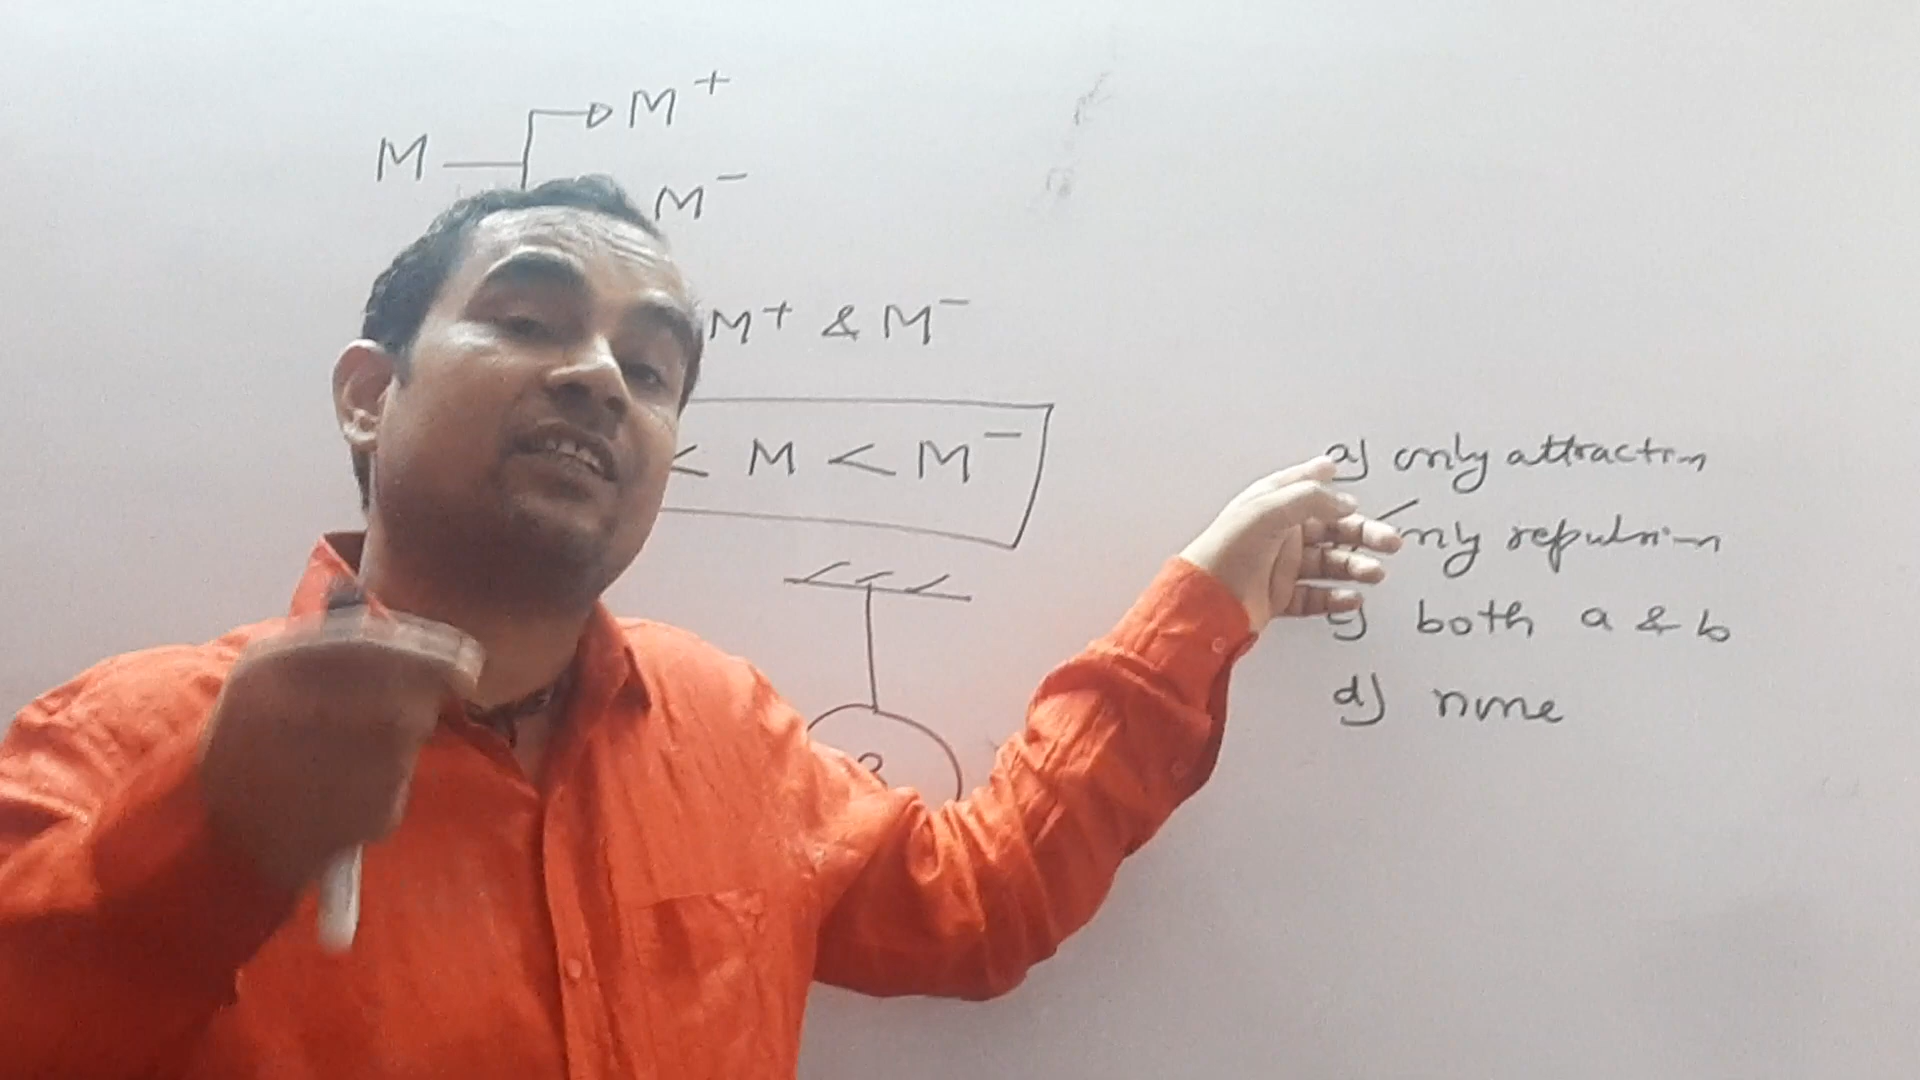 M⁺
M
M⁻
M⁺ & M⁻
< M < M⁻
a) only attraction
only repulsion
c) both a & b
d) none